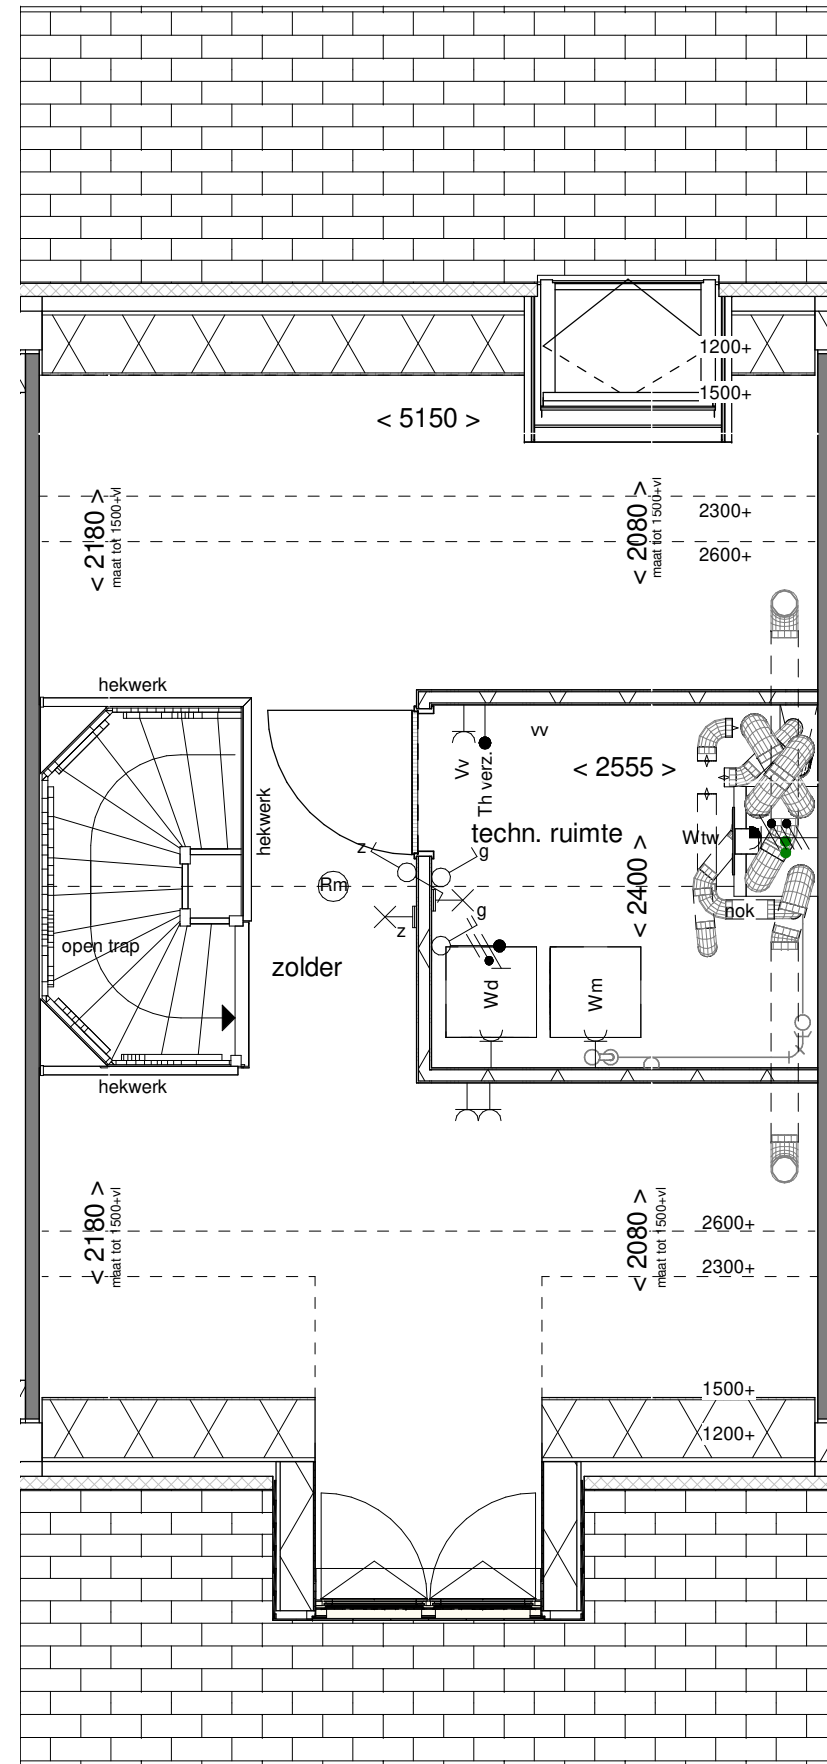 1200+
1500+
< 5150 >
< 2180 >
maat tot 1500+vl
< 2080 >
maat tot 1500+vl
2300+
2600+
hekwerk
vv
Vv
Th verz.
< 2555 >
hekwerk
techn. ruimte
Wtw
z
g
< 2400 >
Rm
nok
g
z
open trap
zolder
Wd
Wm
hekwerk
< 2180 >
maat tot 1500+vl
< 2080 >
maat tot 1500+vl
2600+
2300+
1500+
1200+